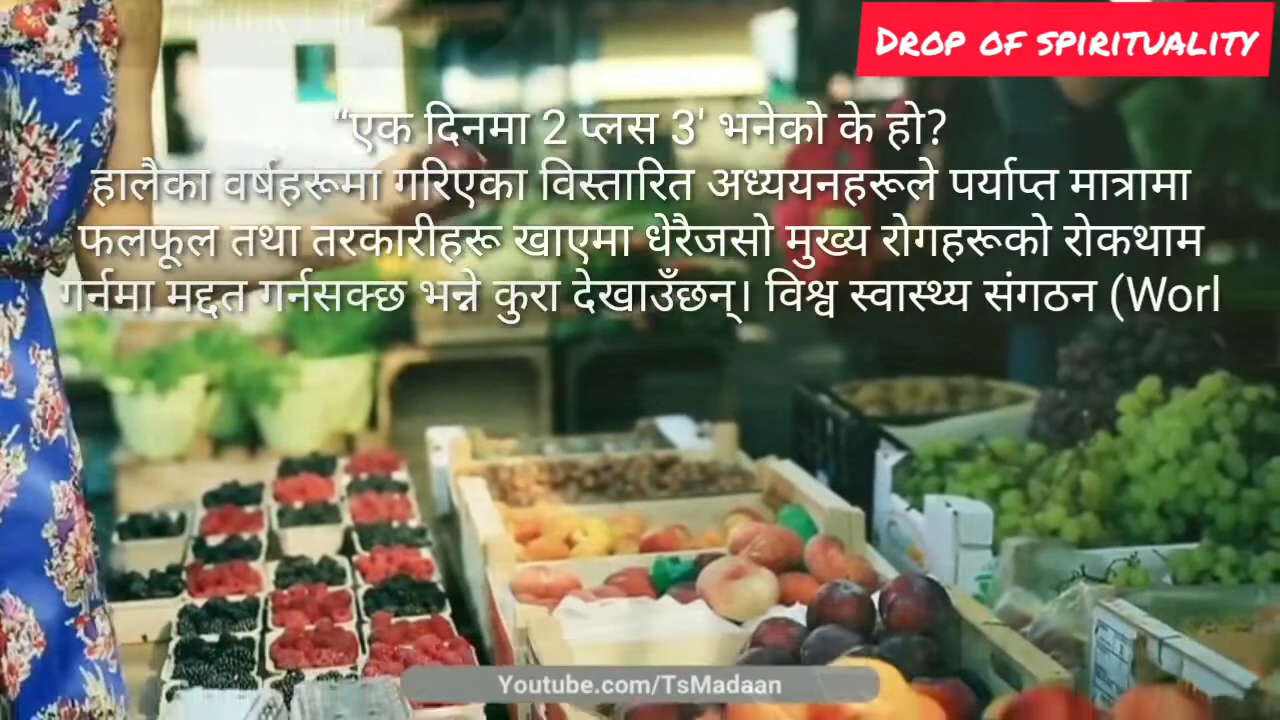 DROP OF SPIRITUALITY
“एक दिनमा 2 प्लस 3' भनेको के हो?
हालैका वर्षहरूमा गरिएका विस्तारित अध्ययनहरूले पर्याप्त मात्रामा
फलफूल तथा तरकारीहरू खाएमा धेरैजसो मुख्य रोगहरूको रोकथाम
गर्नमा मद्दत गर्नसक्छ भन्ने कुरा देखाउँछन्। विश्व स्वास्थ्य संगठन (Worl
Youtube.com/TsMadaan